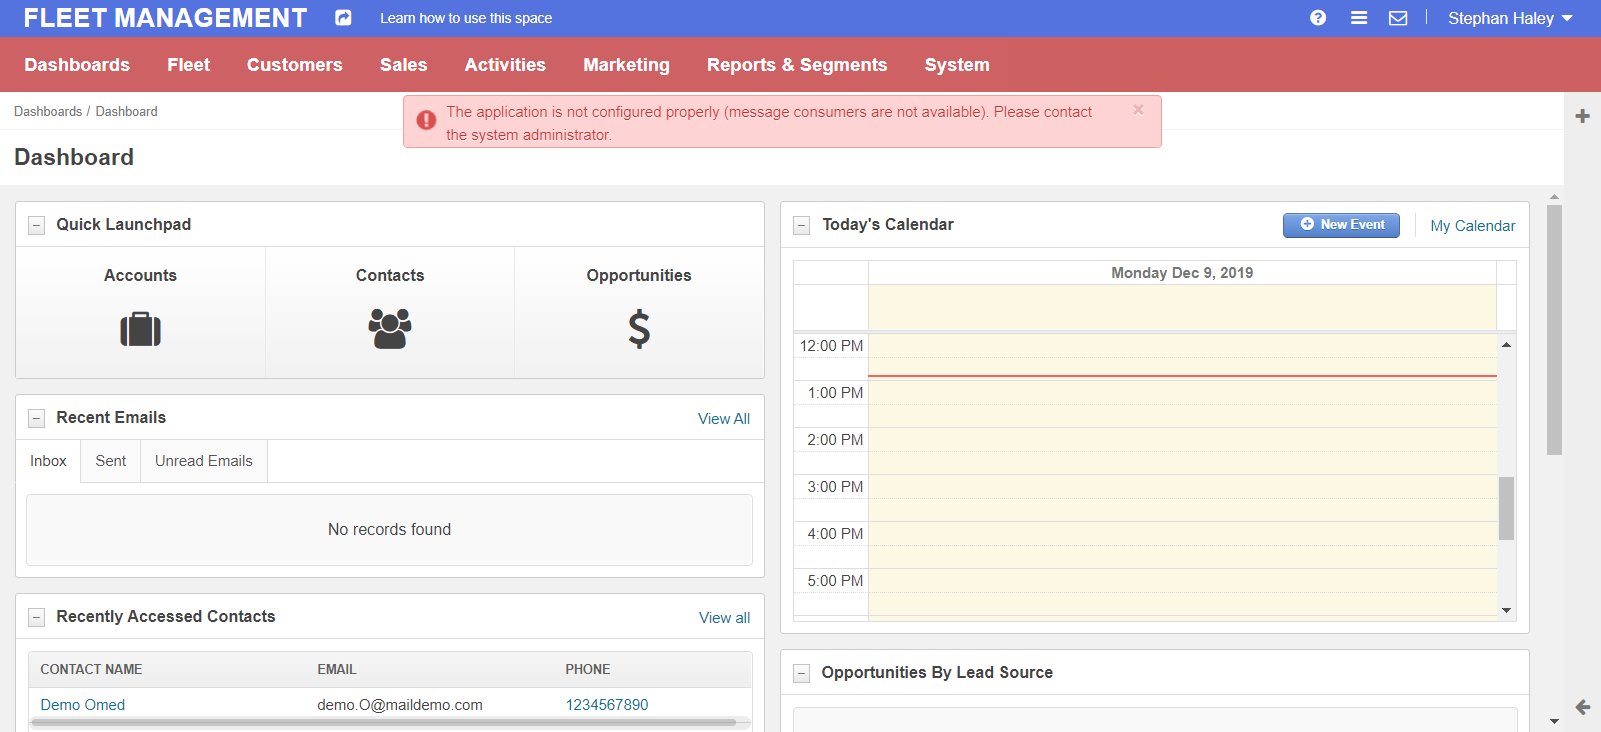 FLEET MANAGEMENT
Learn how to use this space
Stephan Haley
Dashboards Fleet Customers Sales Activities Marketing Reports & Segments System
Dashboards / Dashboard
The application is not configured properly (message consumers are not available). Please contact
the system administrator.
×
Dashboard
Quick Launchpad
Accounts Contacts Opportunities
Recent Emails View All
Inbox Sent Unread Emails
No records found
Recently Accessed Contacts View all
CONTACT NAME EMAIL PHONE
Demo Omed demo.O@maildemo.com 1234567890
Today's Calendar New Event My Calendar
Monday Dec 9, 2019
12:00 PM
1:00 PM
2:00 PM
3:00 PM
4:00 PM
5:00 PM
Opportunities By Lead Source